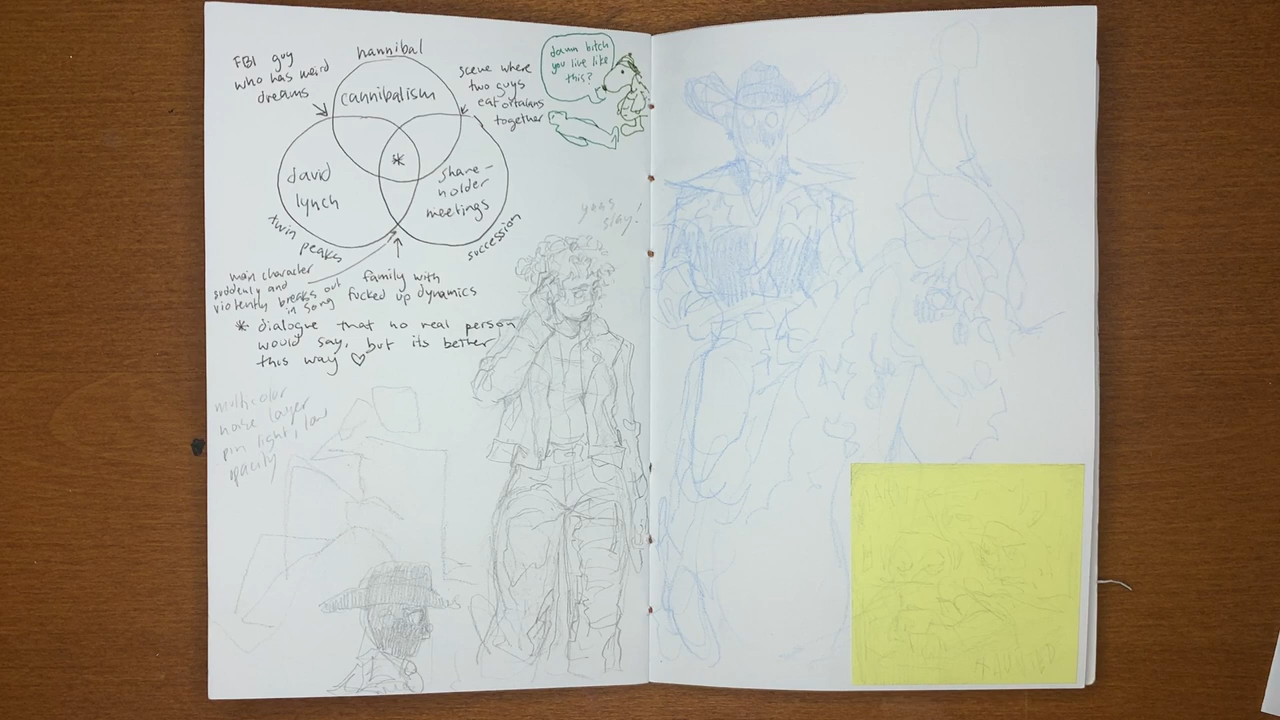 FBI guy
who has weird
dreams
hannibal
cannibalism
scene where
two guys
eat ortolans
together
damn bitch
you live like
this?
david
lynch
*
share-
holder
meetings
twin peaks
succession
yaas
slay!
main character
suddenly and
violently breaks out
in song
family with
fucked up dynamics
* dialogue that no real person
would say, but its better
this way ♡
multicolor
noise layer
pin light, low
opacity